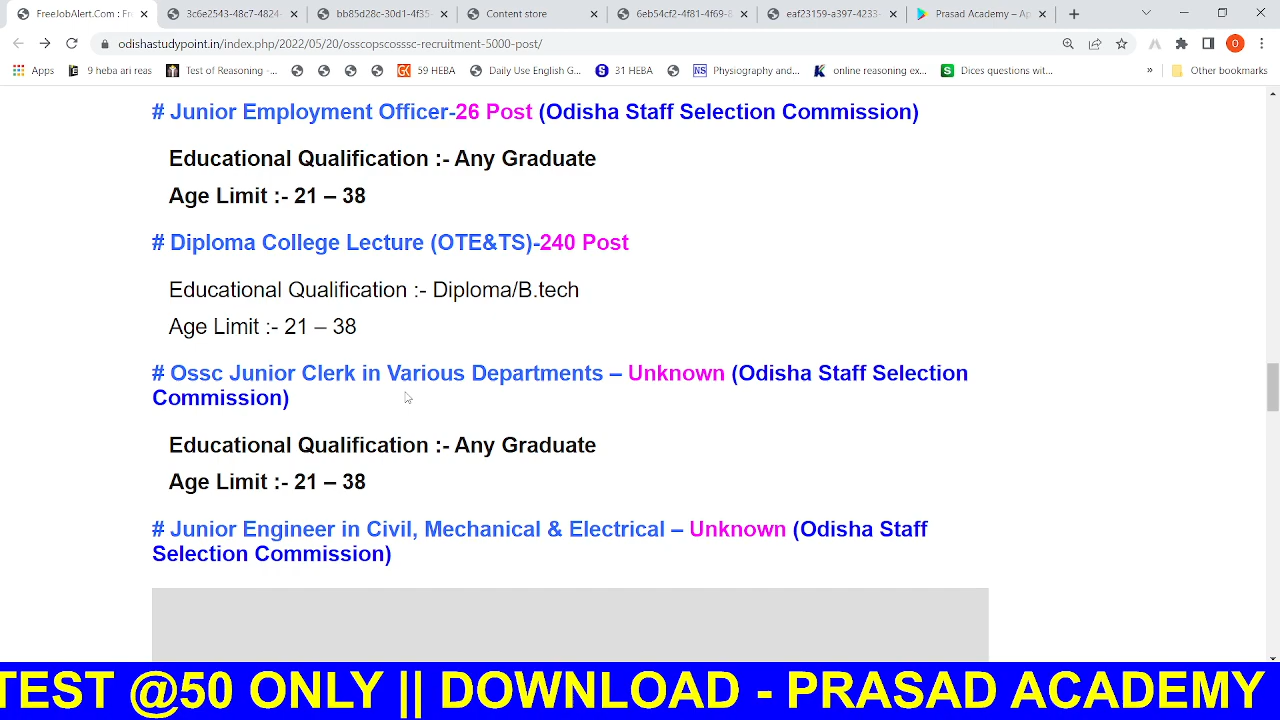 FreeJobAlert.Com : Fr
3c6e2543-48c7-4824-
bb85d28c-30d1-4f35-
Content store
6eb54cf2-4f81-4f69-8
eaf23159-a397-4233-
Prasad Academy – Ap
odishastudypoint.in/index.php/2022/05/20/osscopscosssc-recruitment-5000-post/
O
Apps
9 heba ari reas
Test of Reasoning -...
GK
59 HEBA
Daily Use English G...
S
31 HEBA
NS
Physiography and...
K
online reasoning ex...
S
Dices questions wit...
»
Other bookmarks
# Junior Employment Officer-26 Post (Odisha Staff Selection Commission)
Educational Qualification :- Any Graduate
Age Limit :- 21 – 38
# Diploma College Lecture (OTE&TS)-240 Post
Educational Qualification :- Diploma/B.tech
Age Limit :- 21 – 38
# Ossc Junior Clerk in Various Departments – Unknown (Odisha Staff Selection
Commission)
Educational Qualification :- Any Graduate
Age Limit :- 21 – 38
# Junior Engineer in Civil, Mechanical & Electrical – Unknown (Odisha Staff
Selection Commission)
TEST @50 ONLY || DOWNLOAD - PRASAD ACADEMY